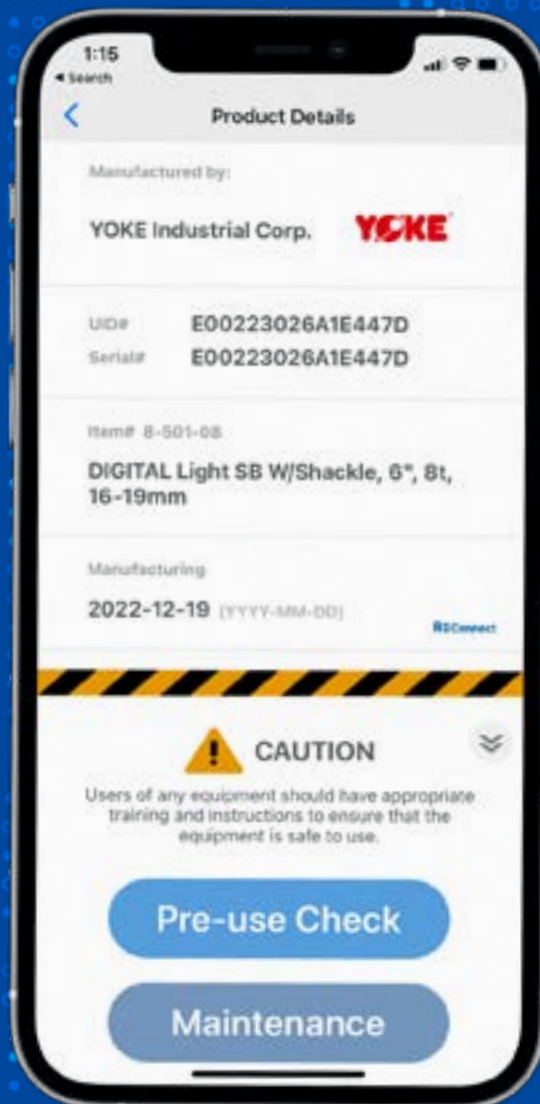 1:15
◀ Search
Product Details
Manufactured by:
YOKE Industrial Corp.
YOKE
UID# E00223026A1E447D
Serial# E00223026A1E447D
Item# 8-501-08
DIGITAL Light SB W/Shackle, 6", 8t,
16-19mm
Manufacturing
2022-12-19 (YYYY-MM-DD)
RiConnect
CAUTION
Users of any equipment should have appropriate
training and instructions to ensure that the
equipment is safe to use.
Pre-use Check
Maintenance